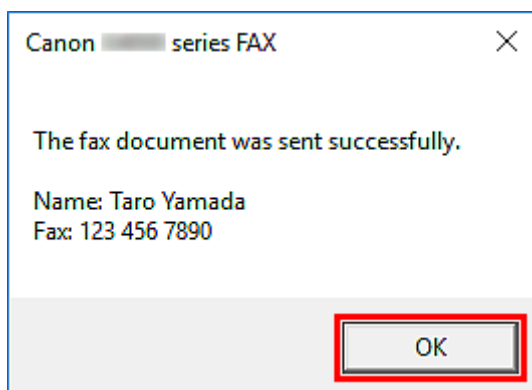 Canon series FAX
The fax document was sent successfully.
Name: Taro Yamada
Fax: 123 456 7890
OK